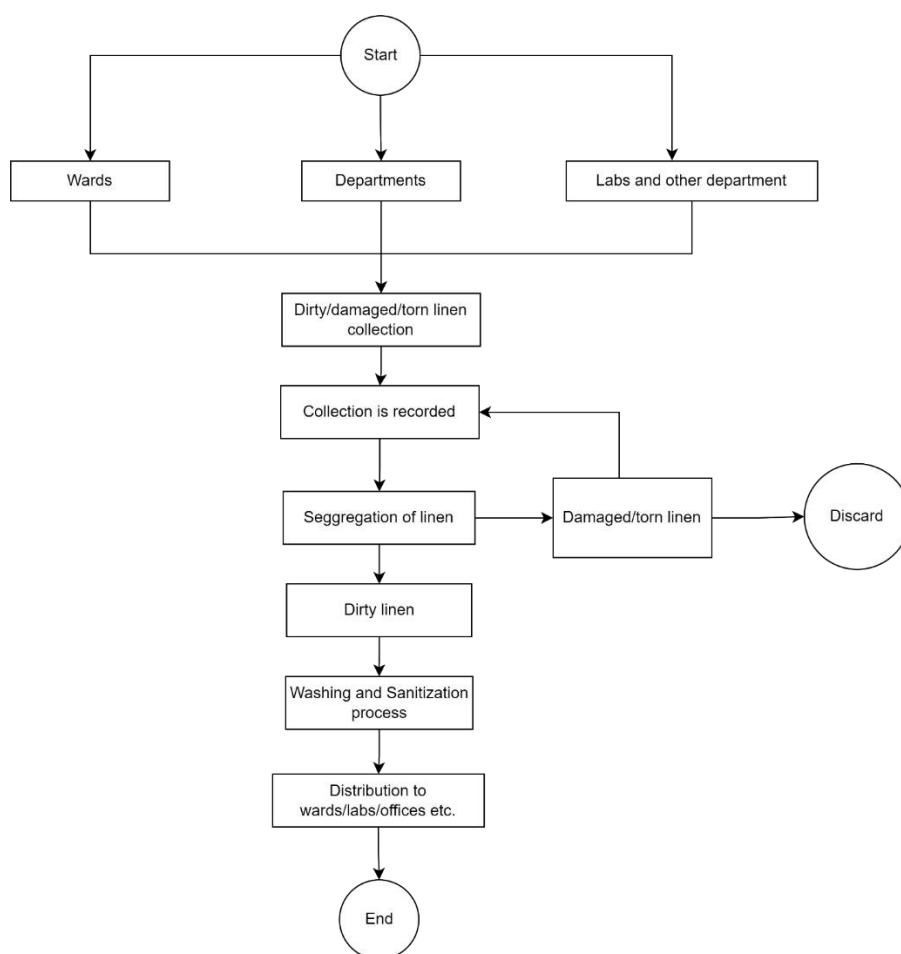 Start
Wards
Departments
Labs and other department
Dirty/damaged/torn linen
collection
Collection is recorded
Seggregation of linen
Damaged/torn linen
Discard
Dirty linen
Washing and Sanitization
process
Distribution to
wards/labs/offices etc.
End